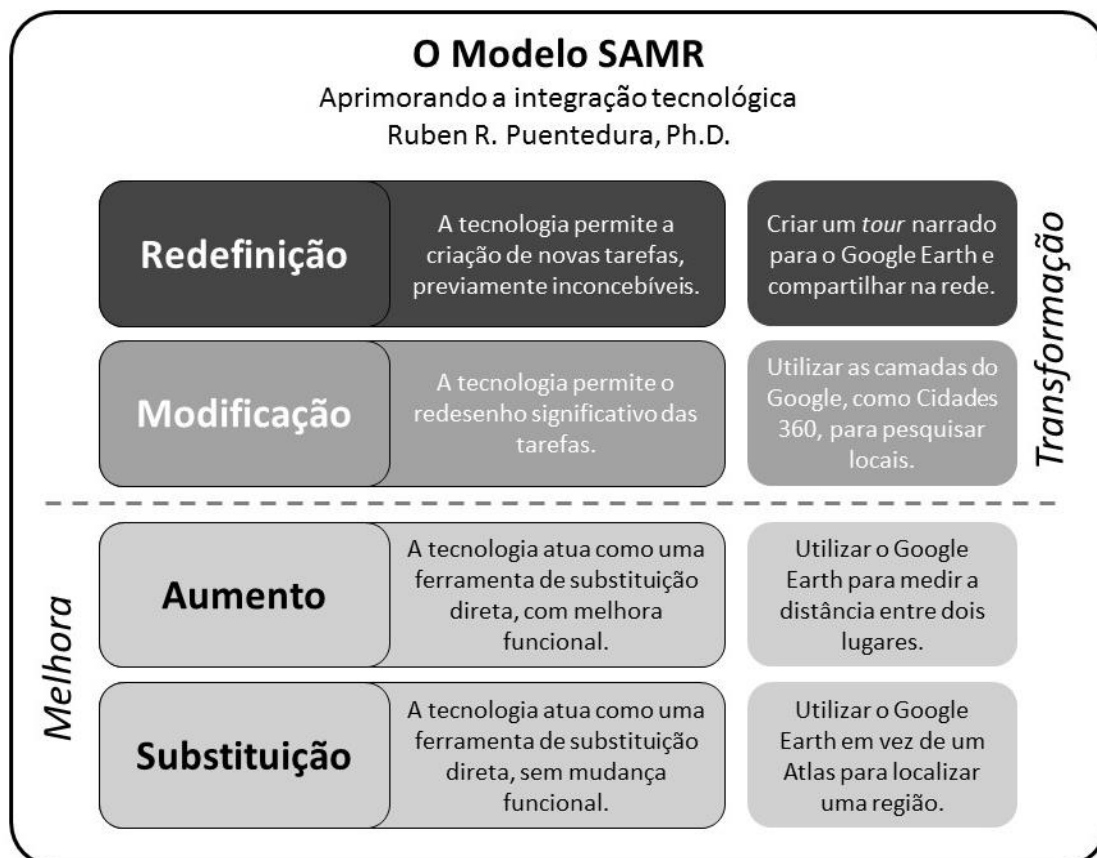 O Modelo SAMR
Aprimorando a integração tecnológica
Ruben R. Puentedura, Ph.D.
Redefinição
A tecnologia permite a
criação de novas tarefas,
previamente inconcebíveis.
Criar um tour narrado
para o Google Earth e
compartilhar na rede.
Modificação
A tecnologia permite o
redesenho significativo das
tarefas.
Utilizar as camadas do
Google, como Cidades
360, para pesquisar
locais.
Transformação
Aumento
A tecnologia atua como uma
ferramenta de substituição
direta, com melhora
funcional.
Utilizar o Google
Earth para medir a
distância entre dois
lugares.
Substituição
A tecnologia atua como uma
ferramenta de substituição
direta, sem mudança
funcional.
Utilizar o Google
Earth em vez de um
Atlas para localizar
uma região.
Melhora